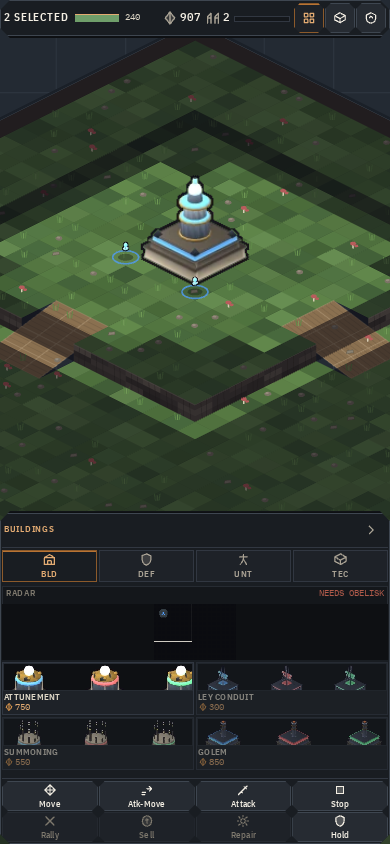 2 SELECTED 240 907 2
BUILDINGS
BLD DEF UNT TEC
RADAR NEEDS OBELISK
ATTUNEMENT LEY CONDUIT
750 300
SUMMONING GOLEM
550 850
Move Atk-Move Attack Stop
Rally Sell Repair Hold